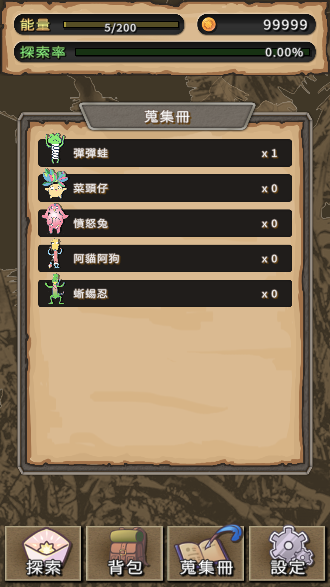 能量 5/200 99999
探索率 0.00%
蒐集冊
彈彈蛙 x 1
菜頭仔 x 0
憤怒兔 x 0
阿貓阿狗 x 0
蜥蜴忍 x 0
探索 背包 蒐集冊 設定